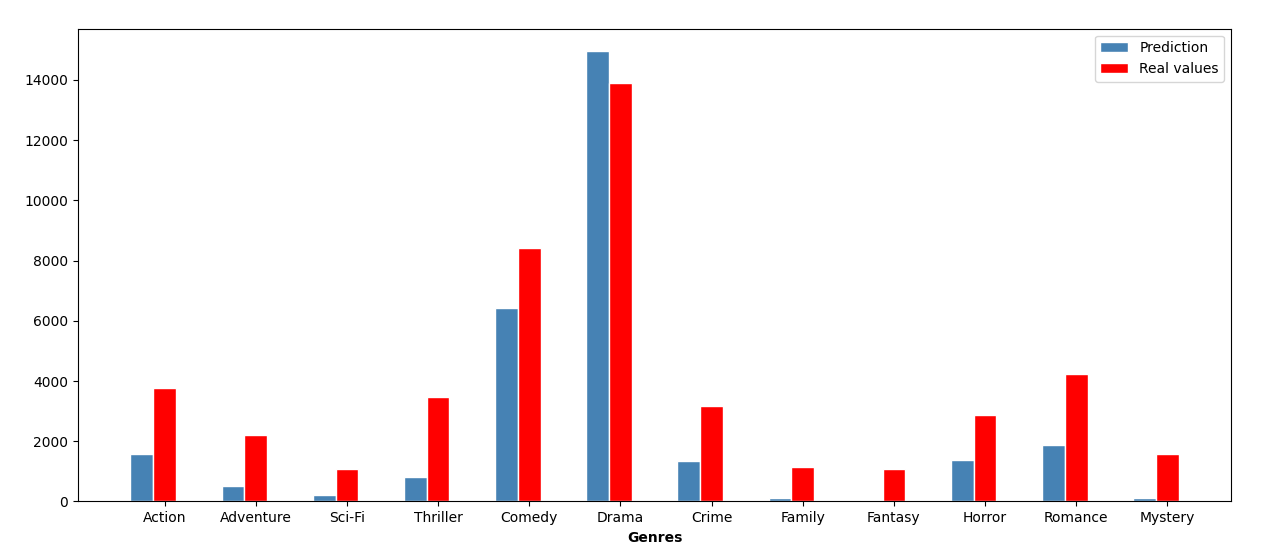 Prediction
Real values
14000
12000
10000
8000
6000
4000
2000
0
Action Adventure Sci-Fi Thriller Comedy Drama Crime Family Fantasy Horror Romance Mystery
Genres